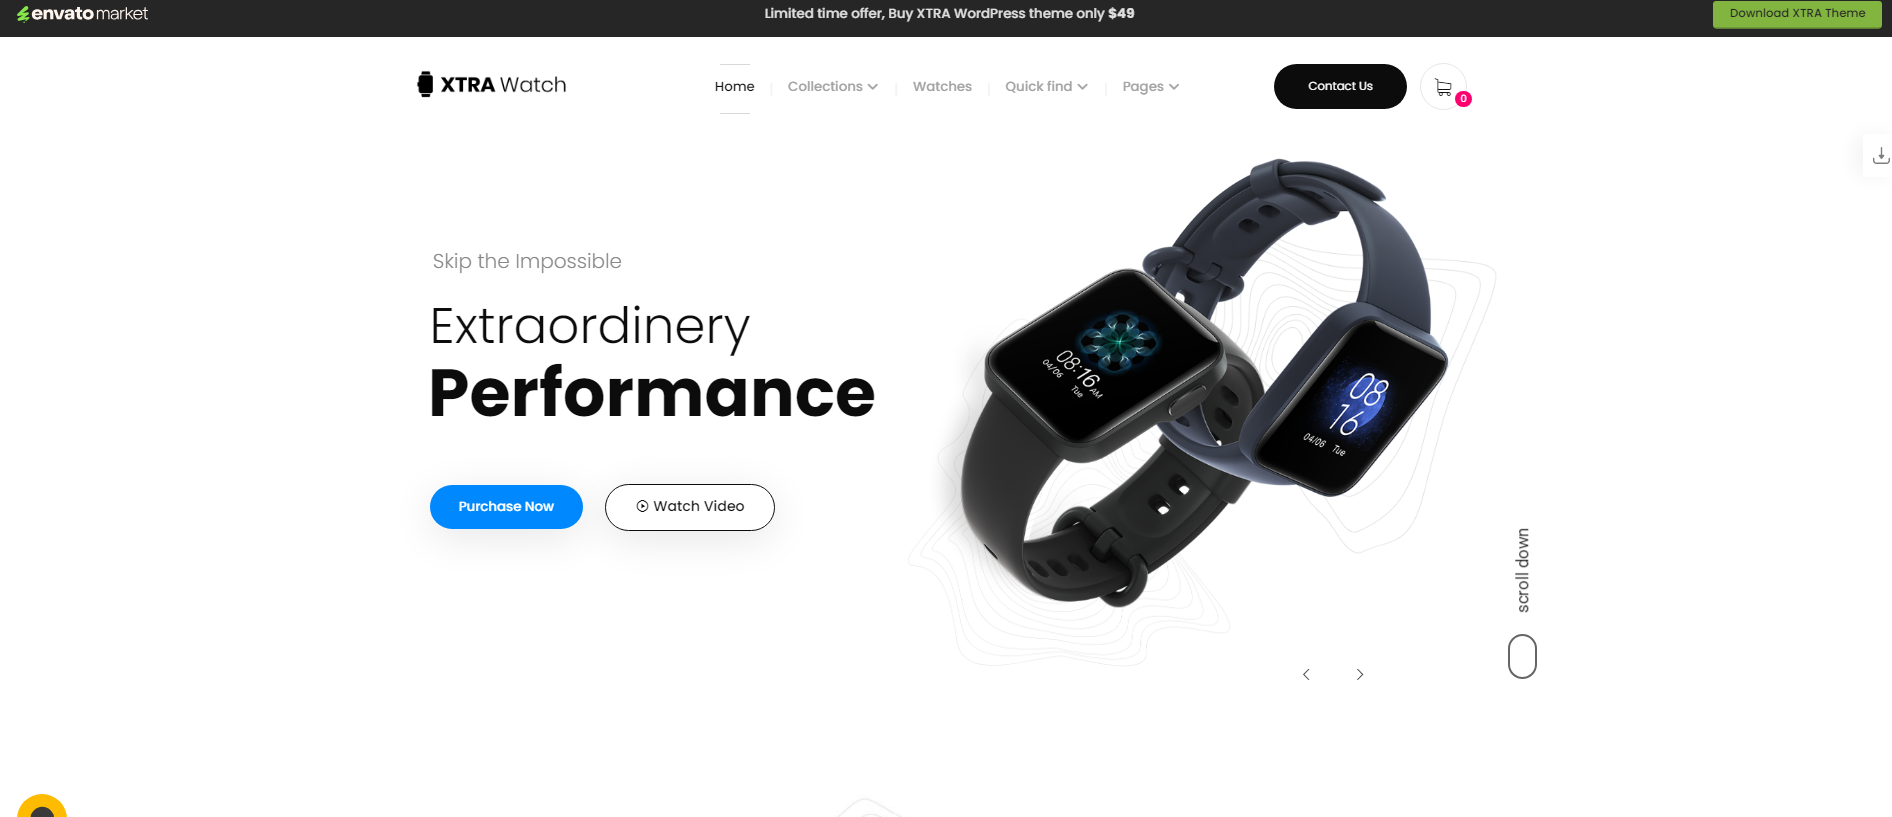 envato market
Limited time offer, Buy XTRA WordPress theme only $49
Download XTRA Theme
XTRA Watch
Home
Collections
Watches
Quick find
Pages
Contact Us
0
Skip the Impossible
Extraordinery
Performance
Purchase Now
Watch Video
08:16 AM
04/06 Tue
08
16
04/06 Tue
scroll down